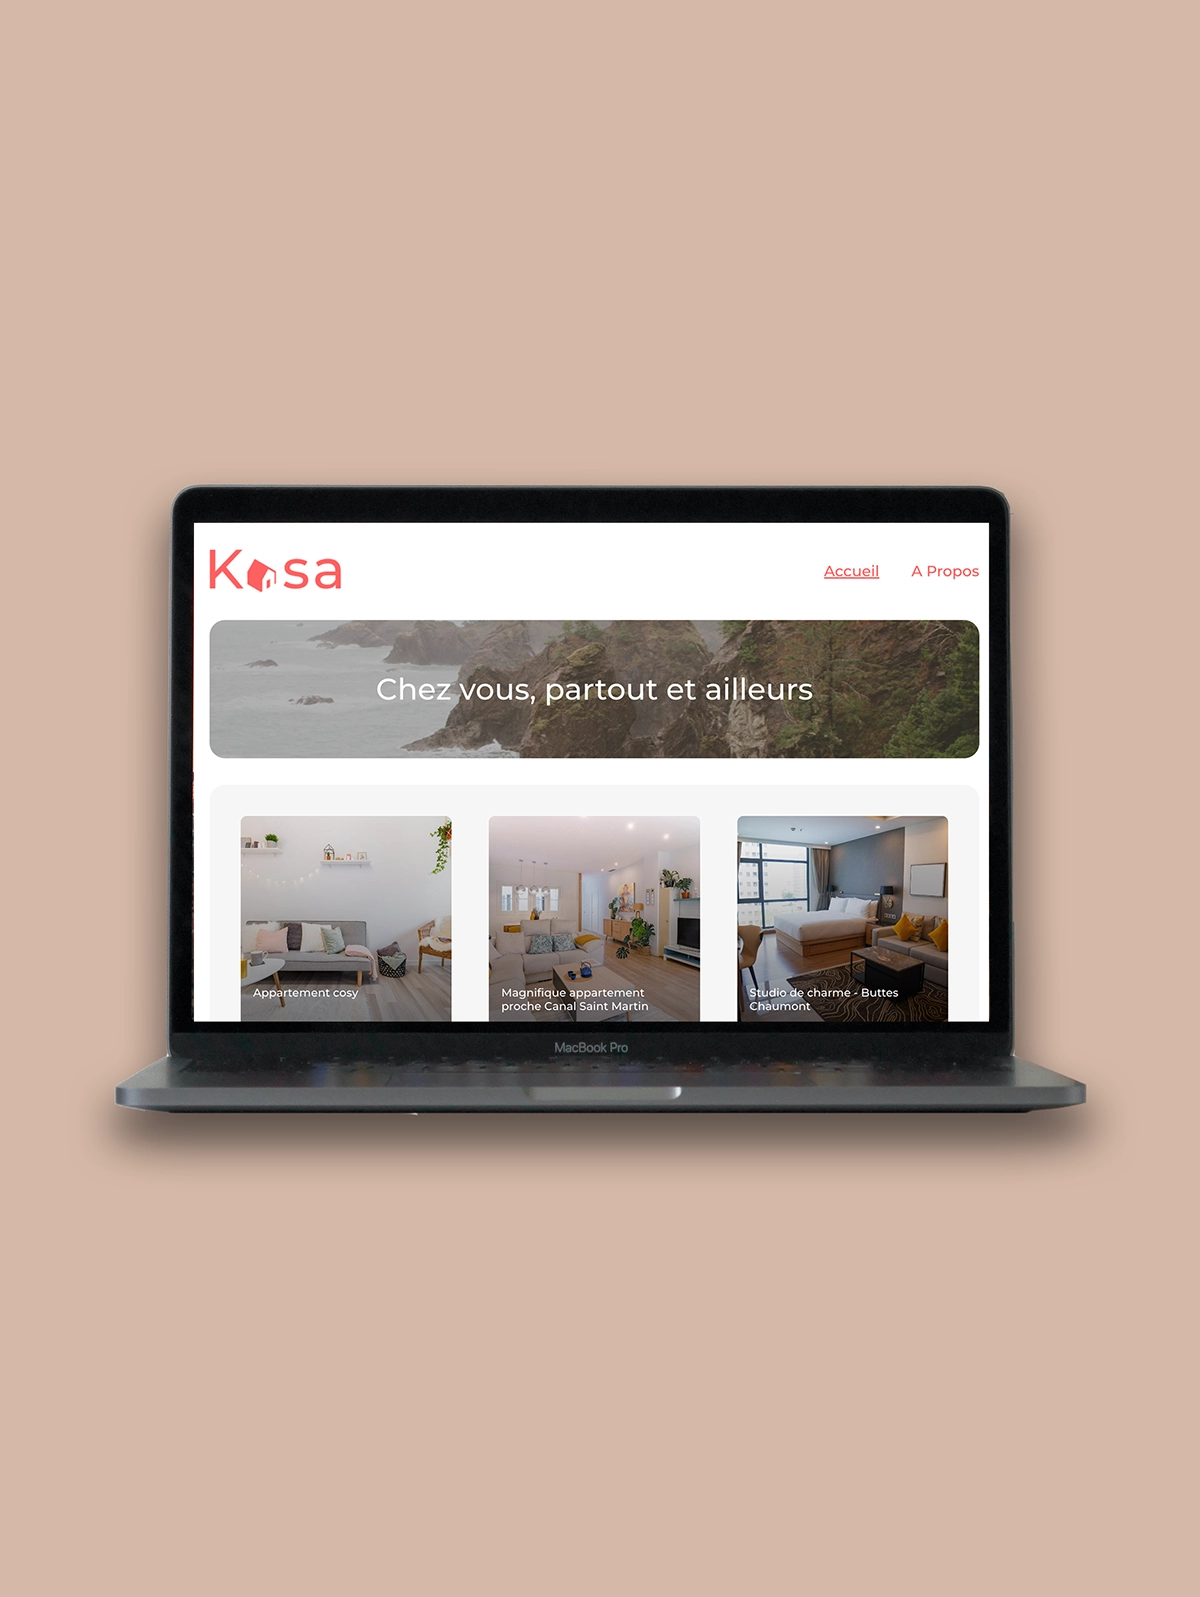 Kasa
Accueil A Propos
Chez vous, partout et ailleurs
Appartement cosy
Magnifique appartement
proche Canal Saint Martin
Studio de charme - Buttes
Chaumont
MacBook Pro